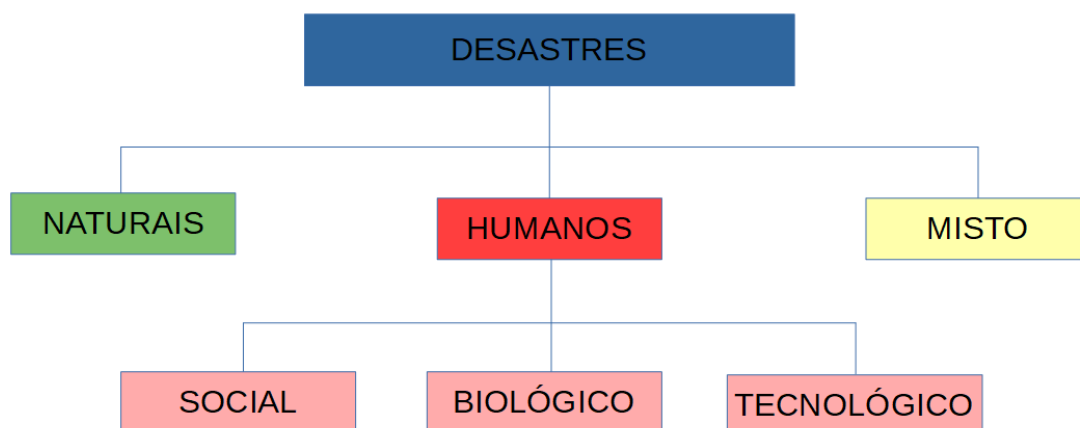 DESASTRES
NATURAIS
HUMANOS
MISTO
SOCIAL
BIOLÓGICO
TECNOLÓGICO